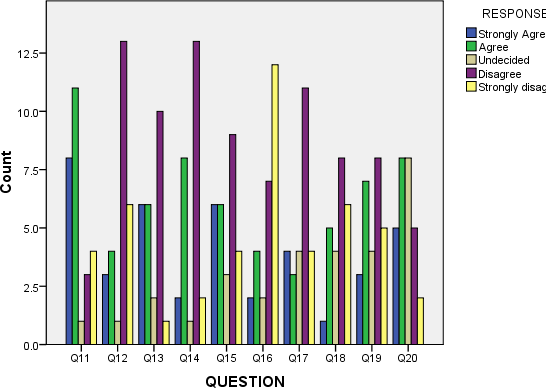 RESPONSE
Strongly Agre
Agree
Undecided
Disagree
Strongly disag
Count
12.5
10.0
7.5
5.0
2.5
0.0
Q11 Q12 Q13 Q14 Q15 Q16 Q17 Q18 Q19 Q20
QUESTION